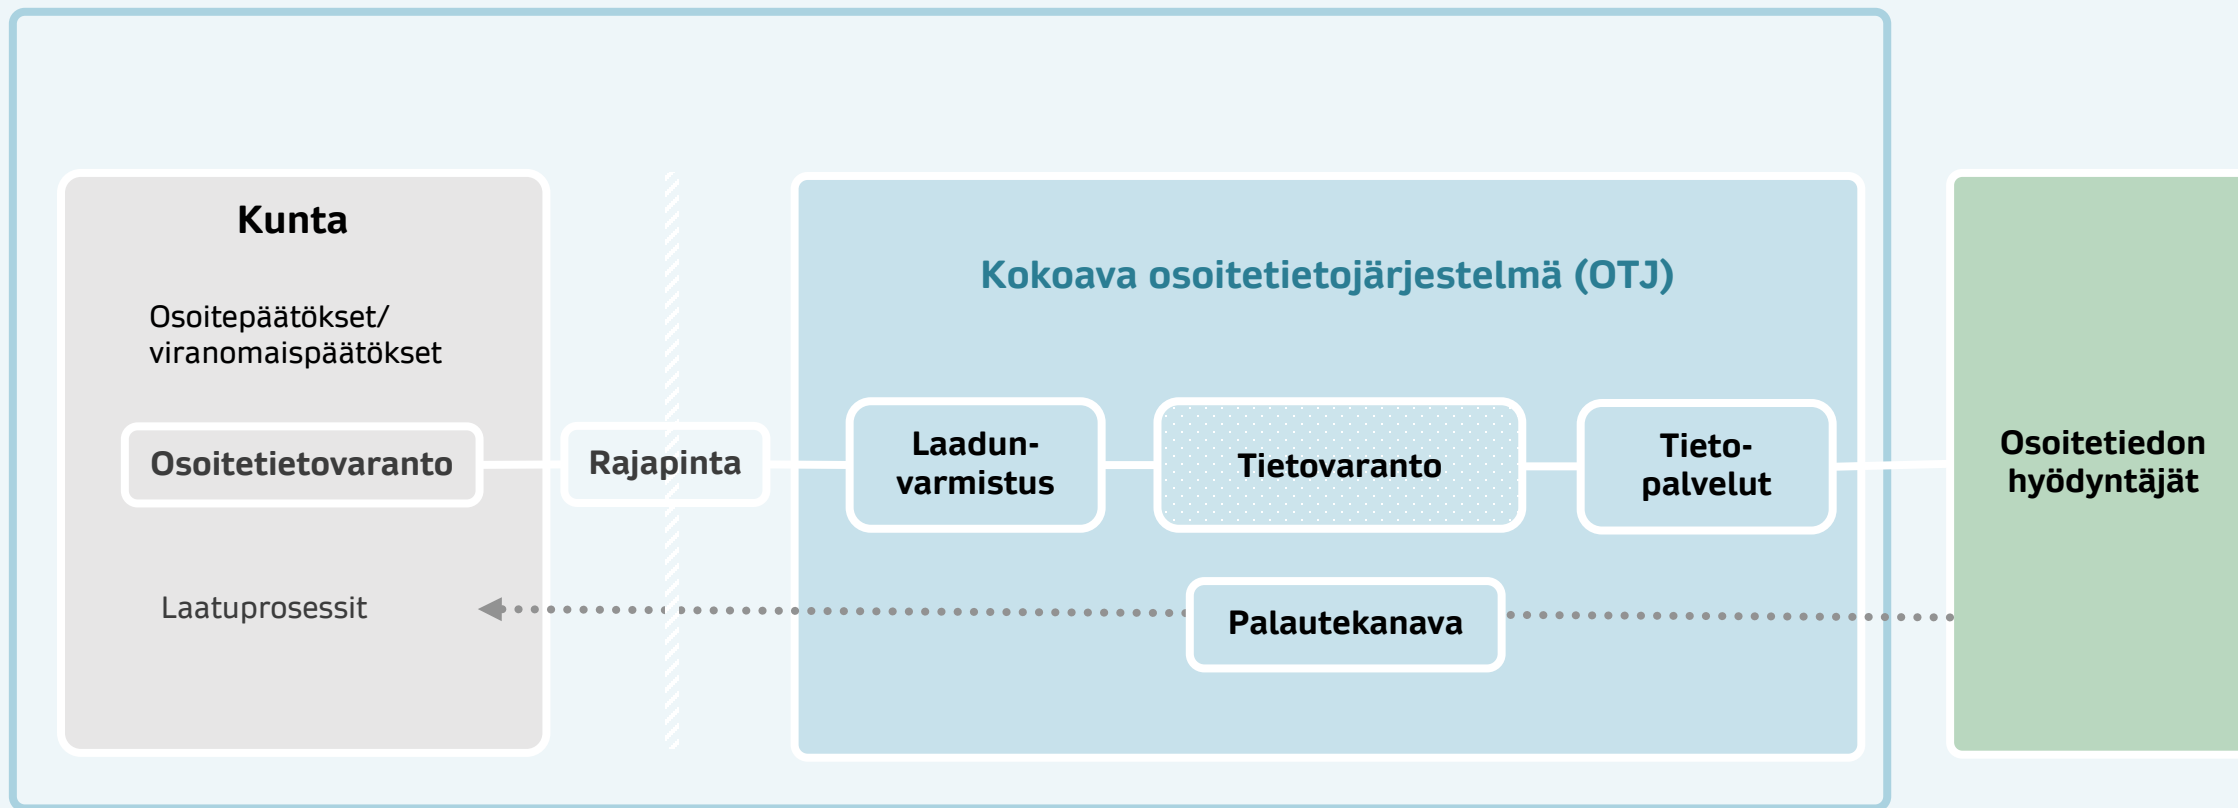 Kunta
Osoitepäätökset/
viranomaispäätökset
Osoitetietovaranto
Laatuprosessit
Rajapinta
Kokoava osoitetietojärjestelmä (OTJ)
Laadun-
varmistus
Tietovaranto
Tieto-
palvelut
Palautekanava
Osoitetiedon
hyödyntäjät